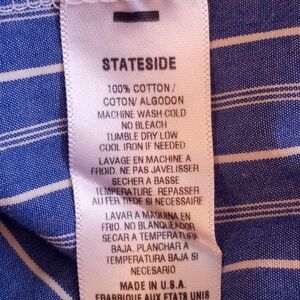 STATESIDE
100% COTTON /
COTON/ ALGODON
MACHINE WASH COLD
NO BLEACH
TUMBLE DRY LOW
COOL IRON IF NEEDED
LAVAGE EN MACHINE A
FROID. NE PAS JAVELISSER
SECHER A BASSE
TEMPERATURE. REPASSER
AU FER TIEDE SI NECESSAIRE
LAVAR A MAQUINA EN
FRIO. NO BLANQUEADOR
SECAR A TEMPERATURA
BAJA. PLANCHAR A
TEMPERATURA BAJA SI
NECESARIO
MADE IN U.S.A.
FABRIQUE AUX ETATS UNIS